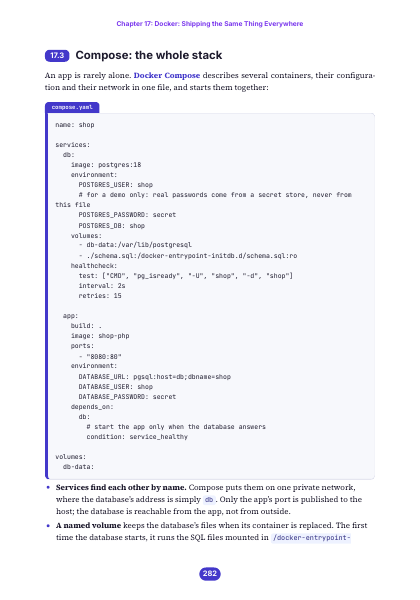 Chapter 17: Docker: Shipping the Same Thing Everywhere
17.3 Compose: the whole stack
An app is rarely alone. Docker Compose describes several containers, their configura-
tion and their network in one file, and starts them together:
compose.yaml
name: shop
services:
  db:
    image: postgres:18
    environment:
      POSTGRES_USER: shop
      # for a demo only: real passwords come from a secret store, never from
this file
      POSTGRES_PASSWORD: secret
      POSTGRES_DB: shop
    volumes:
      - db-data:/var/lib/postgresql
      - ./schema.sql:/docker-entrypoint-initdb.d/schema.sql:ro
    healthcheck:
      test: ["CMD", "pg_isready", "-U", "shop", "-d", "shop"]
      interval: 2s
      retries: 15
  app:
    build: .
    image: shop-php
    ports:
      - "8080:80"
    environment:
      DATABASE_URL: pgsql:host=db;dbname=shop
      DATABASE_USER: shop
      DATABASE_PASSWORD: secret
    depends_on:
      db:
        # start the app only when the database answers
        condition: service_healthy
volumes:
  db-data:
• Services find each other by name. Compose puts them on one private network,
where the database's address is simply db. Only the app's port is published to the
host; the database is reachable from the app, not from outside.
• A named volume keeps the database's files when its container is replaced. The first
time the database starts, it runs the SQL files mounted in /docker-entrypoint-
282